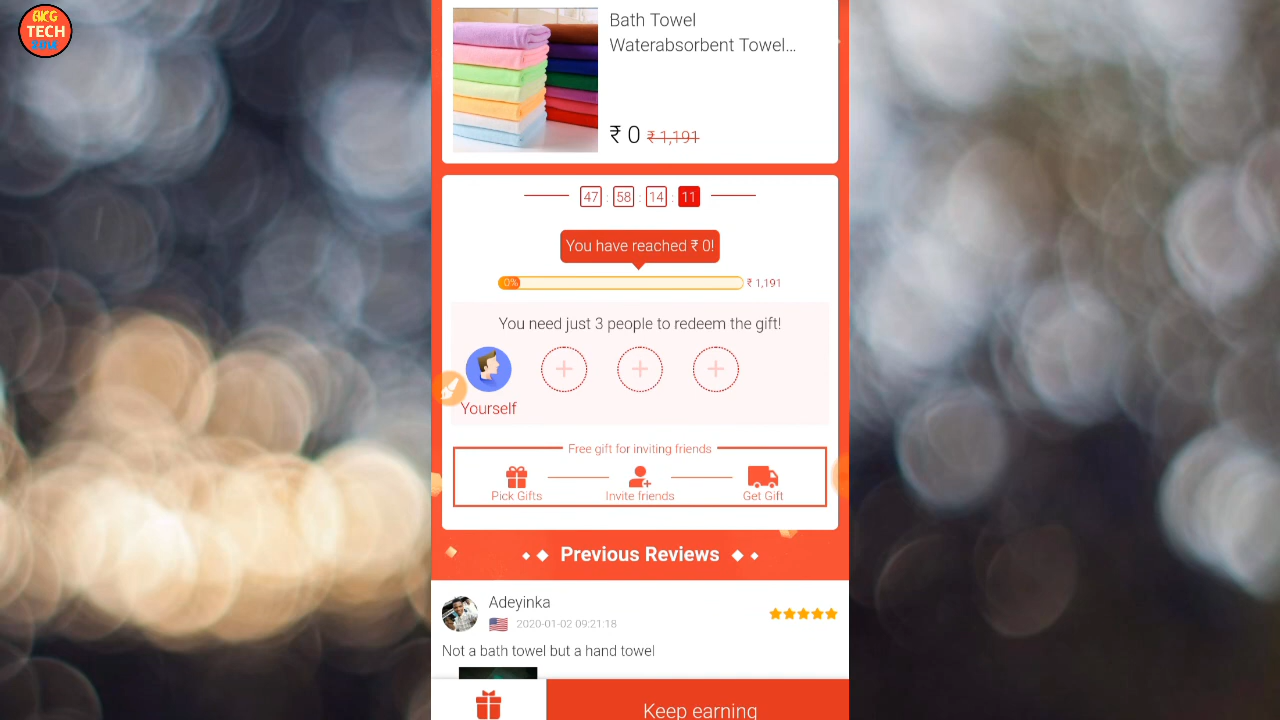 TECH
Bath Towel
Waterabsorbent Towel...
₹ 0 ₹ 1,191
47 : 58 : 14 : 11
You have reached ₹ 0!
0% ₹ 1,191
You need just 3 people to redeem the gift!
Yourself
Free gift for inviting friends
Pick Gifts Invite friends Get Gift
Previous Reviews
Adeyinka
2020-01-02 09:21:18
Not a bath towel but a hand towel
Keep earning